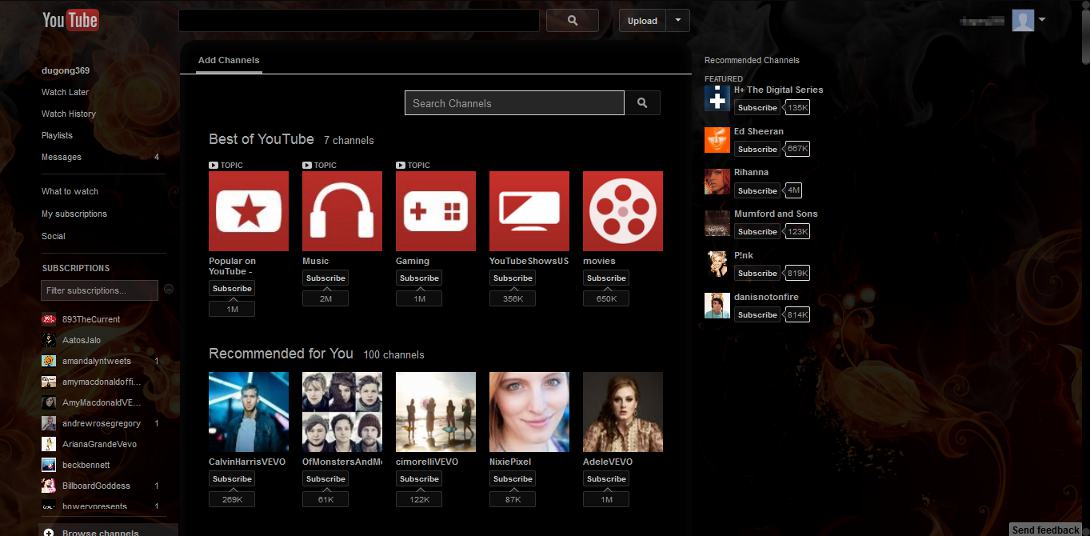 YouTube
Upload
dugong369
Watch Later
Watch History
Playlists
Messages 4
What to watch
My subscriptions
Social
SUBSCRIPTIONS
Filter subscriptions...
893TheCurrent
AatosJalo
amandalyntweets 1
amymacdonaldoffi...
AmyMacdonaldVE...
andrewrosegregory 1
ArianaGrandeVevo
beckbennett
BillboardGoddess 1
bowerypresents 1
Browse channels
Add Channels
Search Channels
Best of YouTube 7 channels
TOPIC TOPIC TOPIC
Popular on Music Gaming YouTubeShowsUS movies
YouTube -
Subscribe Subscribe Subscribe Subscribe Subscribe
1M 2M 1M 356K 650K
Recommended for You 100 channels
CalvinHarrisVEVO OfMonstersAndM cimorelliVEVO NixiePixel AdeleVEVO
Subscribe Subscribe Subscribe Subscribe Subscribe
269K 61K 122K 87K 1M
Recommended Channels
FEATURED
H+ The Digital Series
Subscribe 135K
Ed Sheeran
Subscribe 667K
Rihanna
Subscribe 4M
Mumford and Sons
Subscribe 123K
P!nk
Subscribe 819K
danisnotonfire
Subscribe 814K
Send feedback